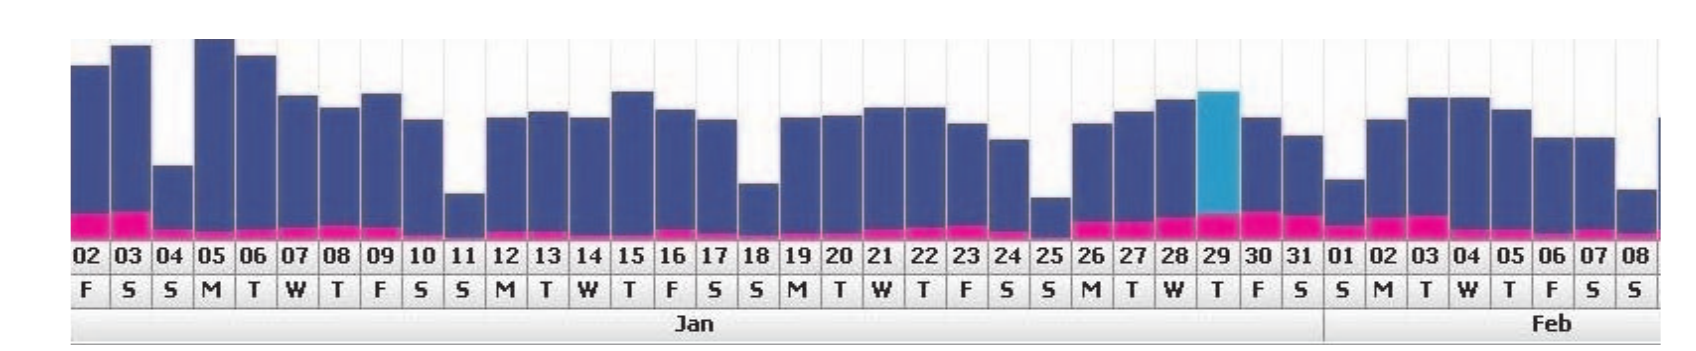 02 03 04 05 06 07 08 09 10 11 12 13 14 15 16 17 18 19 20 21 22 23 24 25 26 27 28 29 30 31 01 02 03 04 05 06 07 08
F S S M T W T F S S M T W T F S S M T W T F S S M T W T F S S M T W T F S S
Jan Feb